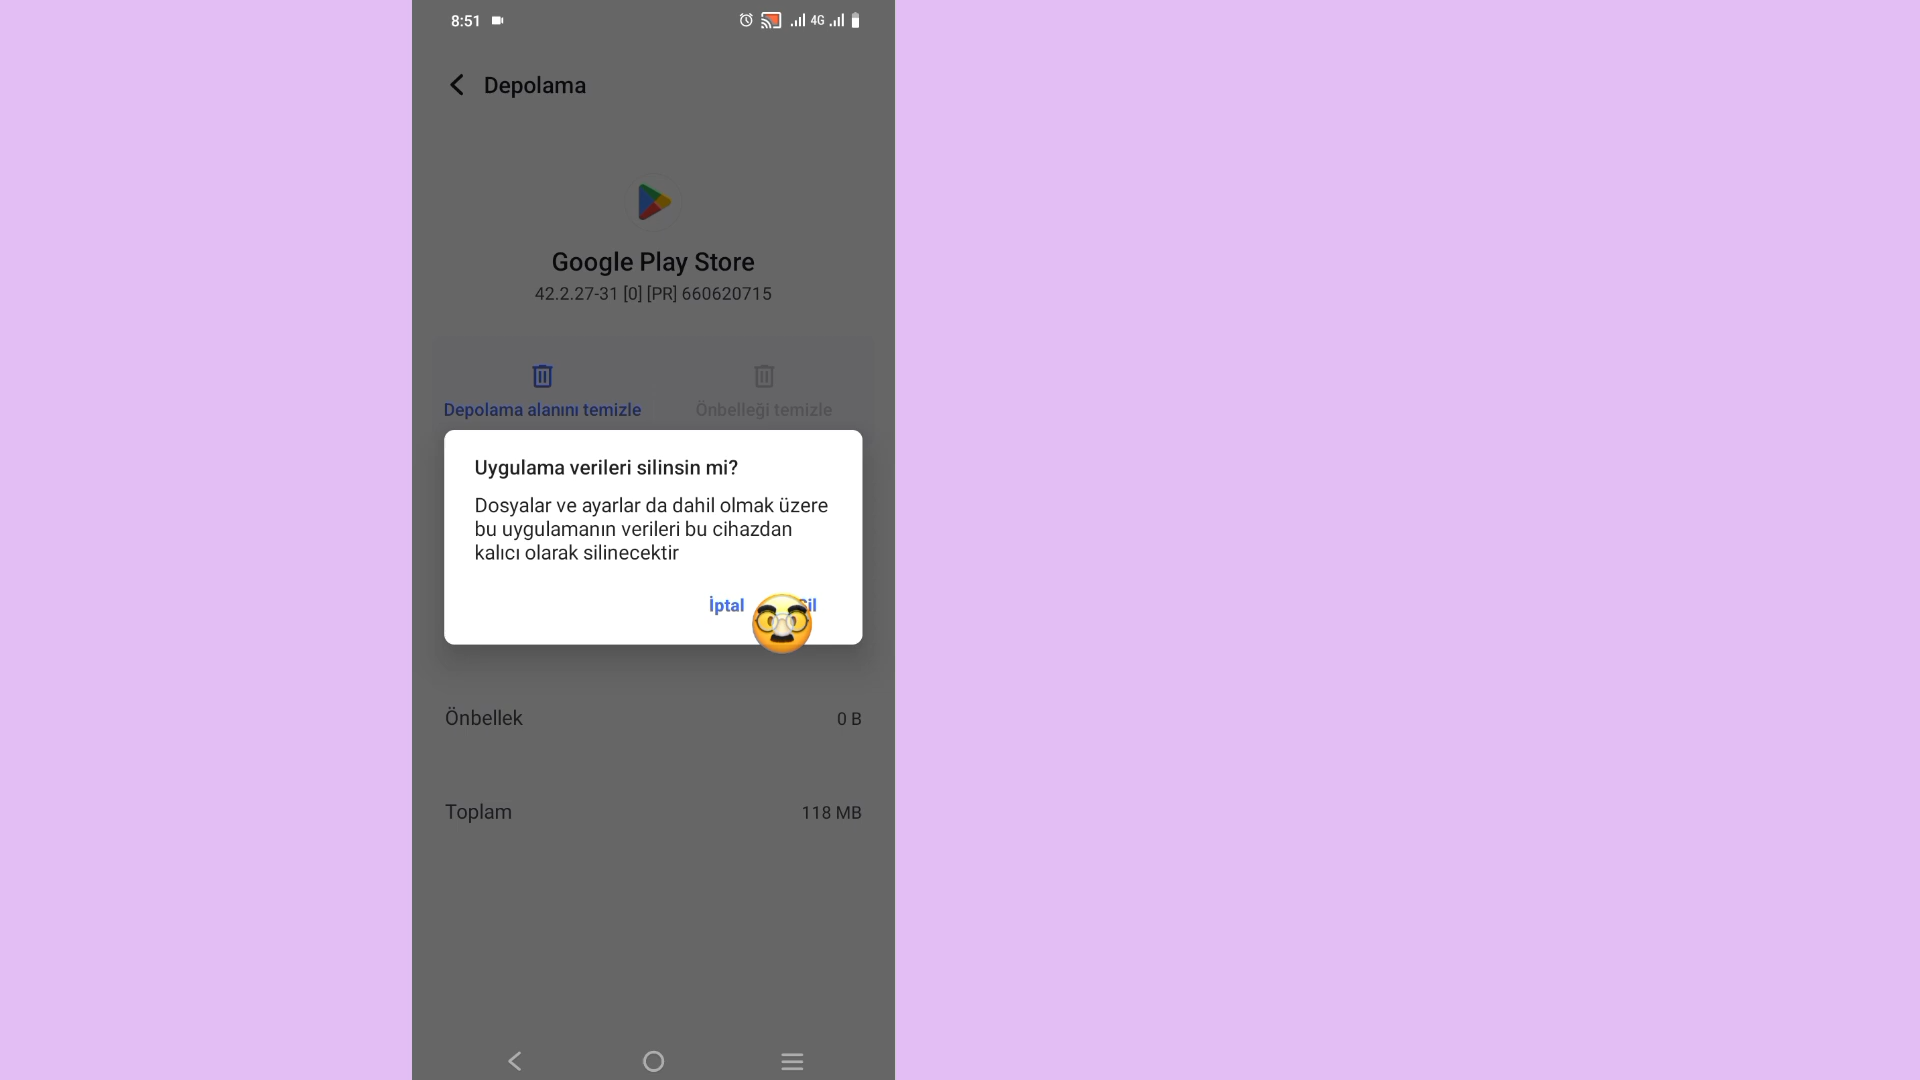 8:51
4G
Depolama
Google Play Store
42.2.27-31 [0] [PR] 660620715
Depolama alanını temizle
Önbelleği temizle
Uygulama verileri silinsin mi?
Dosyalar ve ayarlar da dahil olmak üzere
bu uygulamanın verileri bu cihazdan
kalıcı olarak silinecektir
İptal
Sil
Önbellek
0 B
Toplam
118 MB